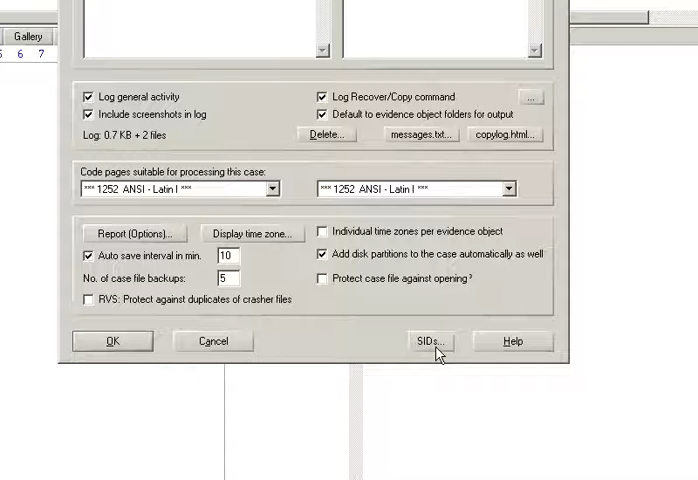 Gallery
6 7
Log general activity
Log Recover/Copy command
...
Include screenshots in log
Default to evidence object folders for output
Log: 0.7 KB + 2 files
Delete...
messages.txt...
copylog.html...
Code pages suitable for processing this case:
*** 1252 ANSI - Latin I ***
*** 1252 ANSI - Latin I ***
Report (Options)...
Display time zone...
Individual time zones per evidence object
Auto save interval in min.
10
Add disk partitions to the case automatically as well
No. of case file backups:
5
Protect case file against opening³
RVS: Protect against duplicates of crasher files
OK
Cancel
SIDs...
Help